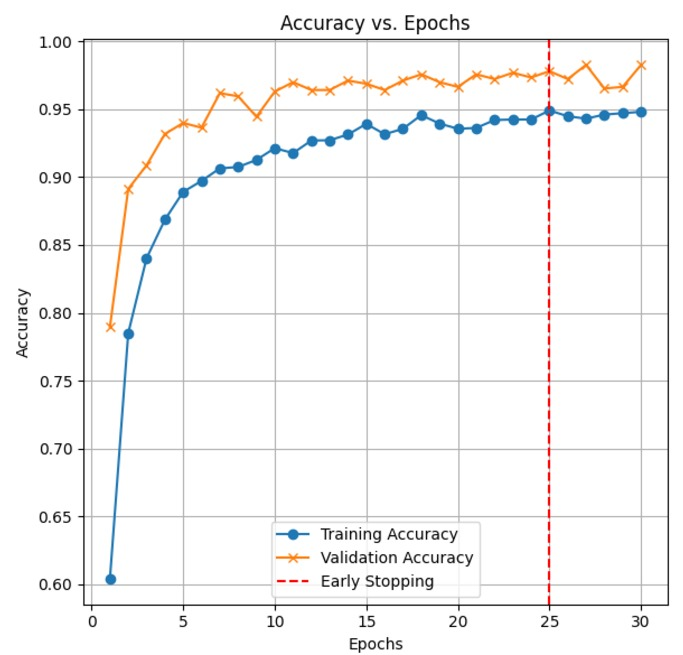 Accuracy vs. Epochs
1.00
0.95
0.90
0.85
0.80
0.75
0.70
0.65
0.60
Accuracy
Training Accuracy
Validation Accuracy
Early Stopping
0 5 10 15 20 25 30
Epochs